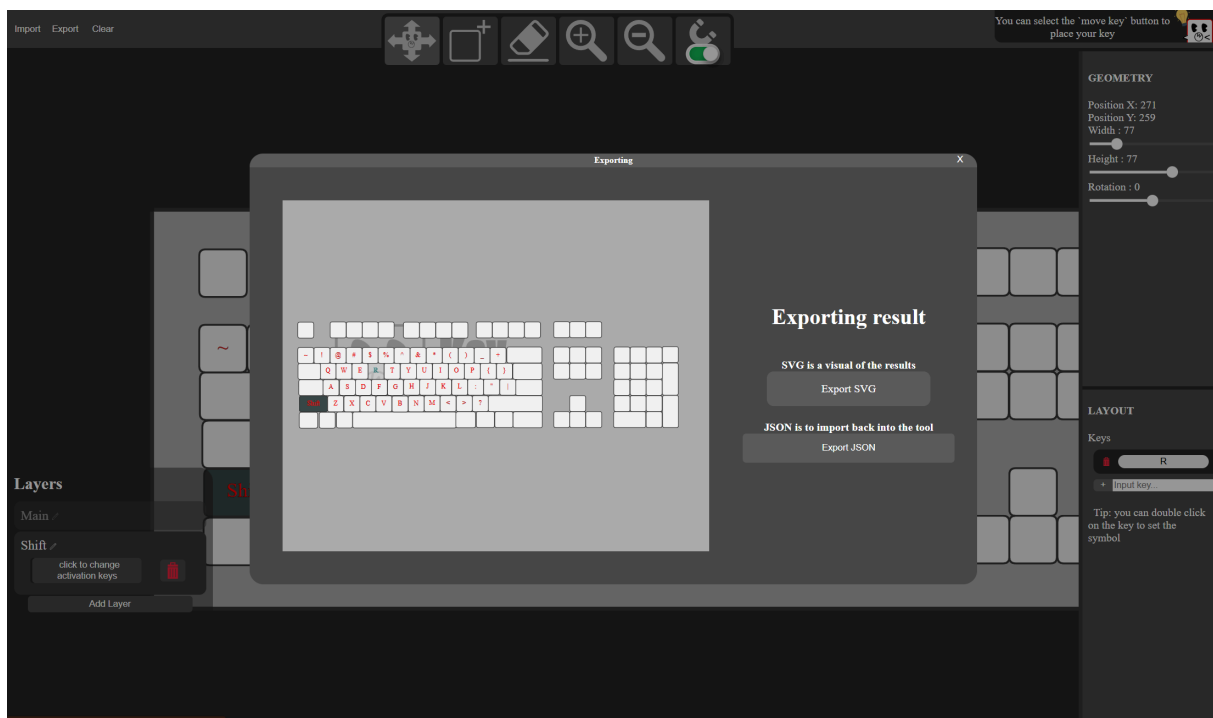 Import Export Clear
You can select the `move key` button to
place your key
GEOMETRY
Position X: 271
Position Y: 259
Width : 77
Height : 77
Rotation : 0
Exporting X
~ ! @ # $ % ^ & * ( ) _ +
Q W E R T Y U I O P { }
A S D F G H J K L : " |
Z X C V B N M < > ?
Exporting result
SVG is a visual of the results
Export SVG
JSON is to import back into the tool
Export JSON
~
Sh
LAYOUT
Keys
R
+ Input key...
Tip: you can double click
on the key to set the
symbol
Layers
Main
Shift
click to change
activation keys
Add Layer